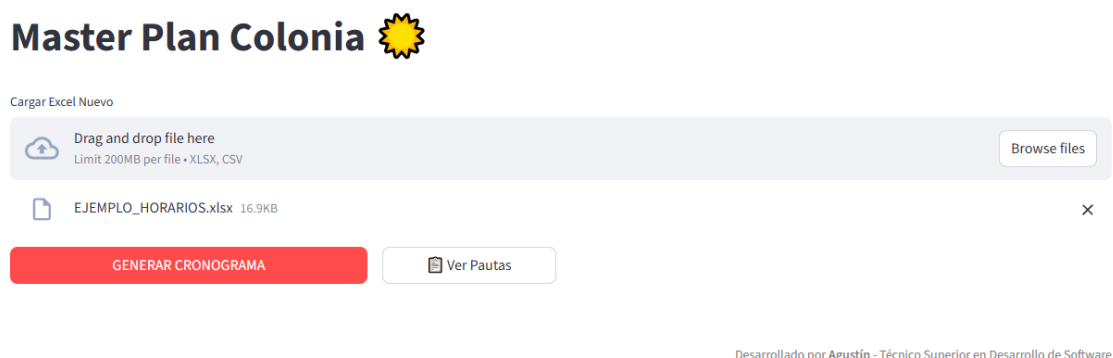 Master Plan Colonia
Cargar Excel Nuevo
Drag and drop file here
Limit 200MB per file • XLSX, CSV
Browse files
EJEMPLO_HORARIOS.xlsx 16.9KB
GENERAR CRONOGRAMA
Ver Pautas
Desarrollado por Agustín - Técnico Superior en Desarrollo de Software